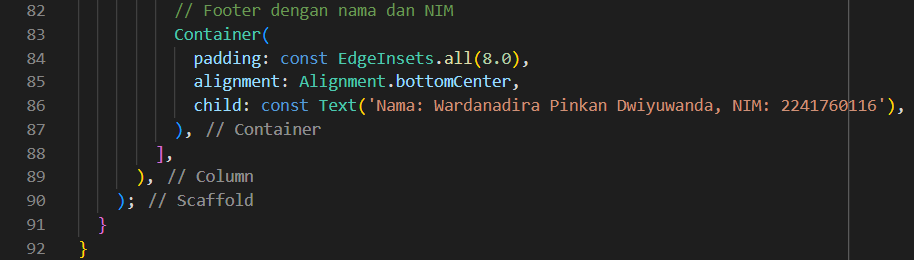 82 // Footer dengan nama dan NIM
83 Container(
84 padding: const EdgeInsets.all(8.0),
85 alignment: Alignment.bottomCenter,
86 child: const Text('Nama: Wardanadira Pinkan Dwiyuwanda, NIM: 2241760116'),
87 ), // Container
88 ],
89 ), // Column
90 ); // Scaffold
91 }
92 }